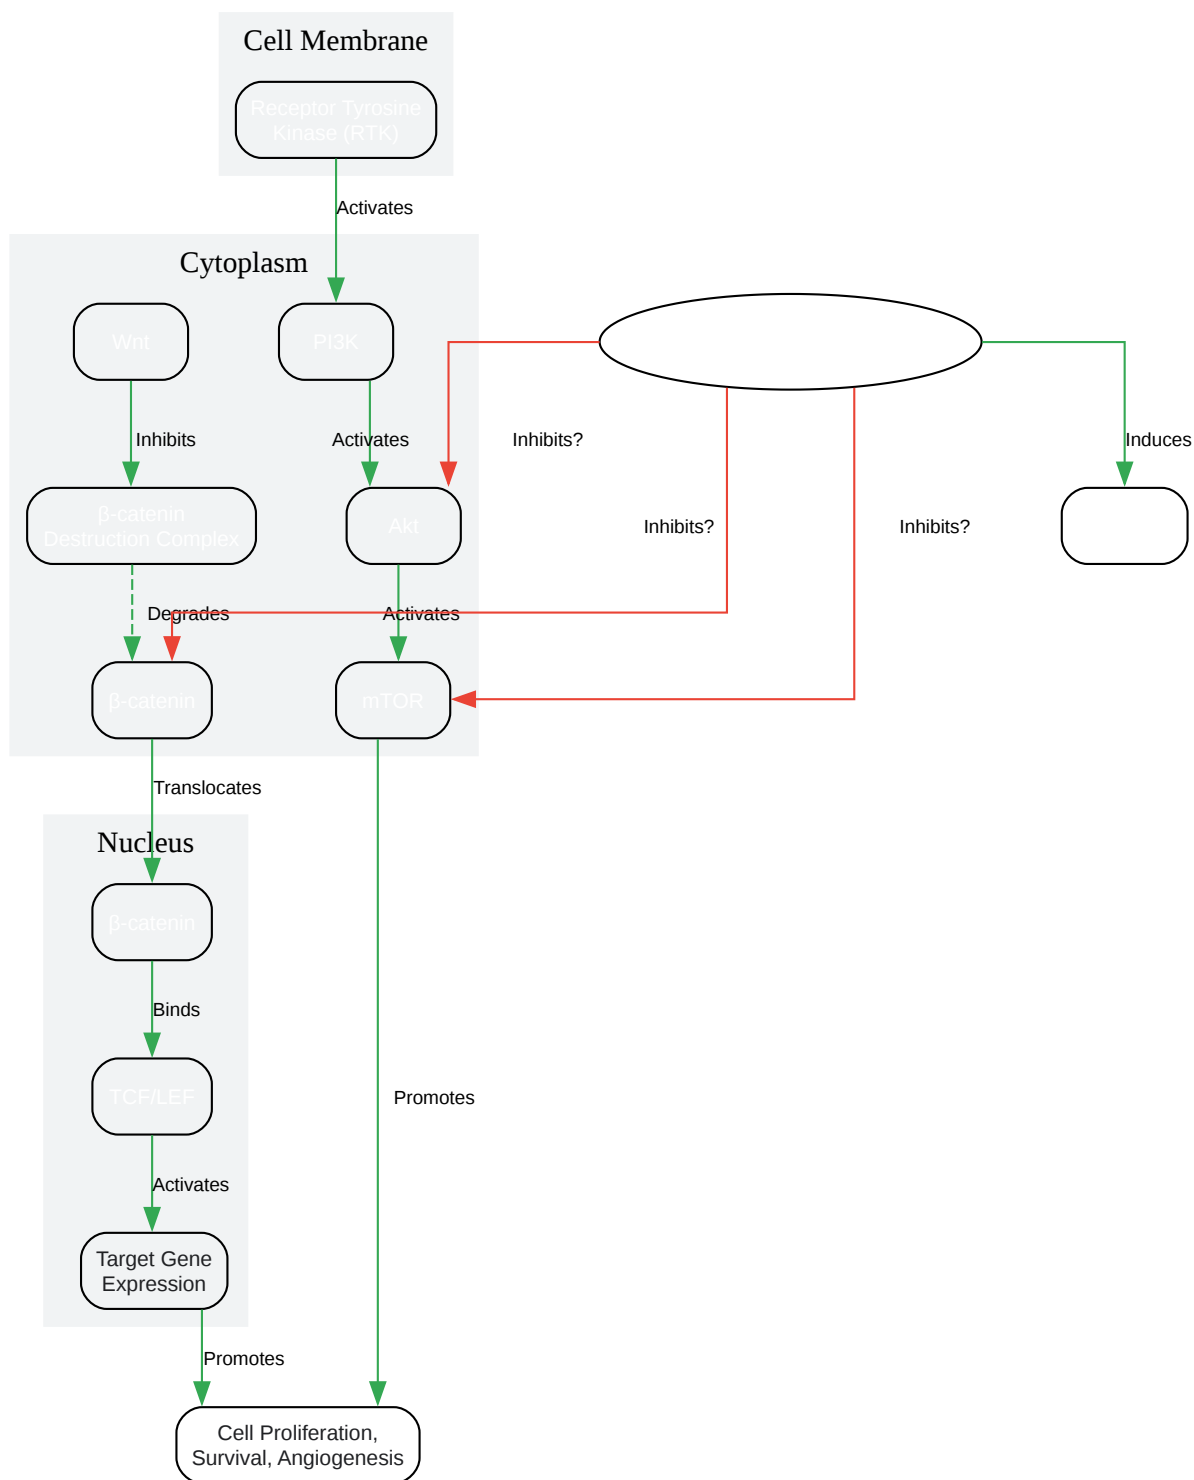 Cell Membrane
Receptor Tyrosine
Kinase (RTK)
Activates
Cytoplasm
Wnt
PI3K
Inhibits
Activates
Inhibits?
Induces
β-catenin
Destruction Complex
Akt
Inhibits?
Inhibits?
Degrades
Activates
β-catenin
mTOR
Translocates
Nucleus
β-catenin
Binds
TCF/LEF
Promotes
Activates
Target Gene
Expression
Promotes
Cell Proliferation,
Survival, Angiogenesis